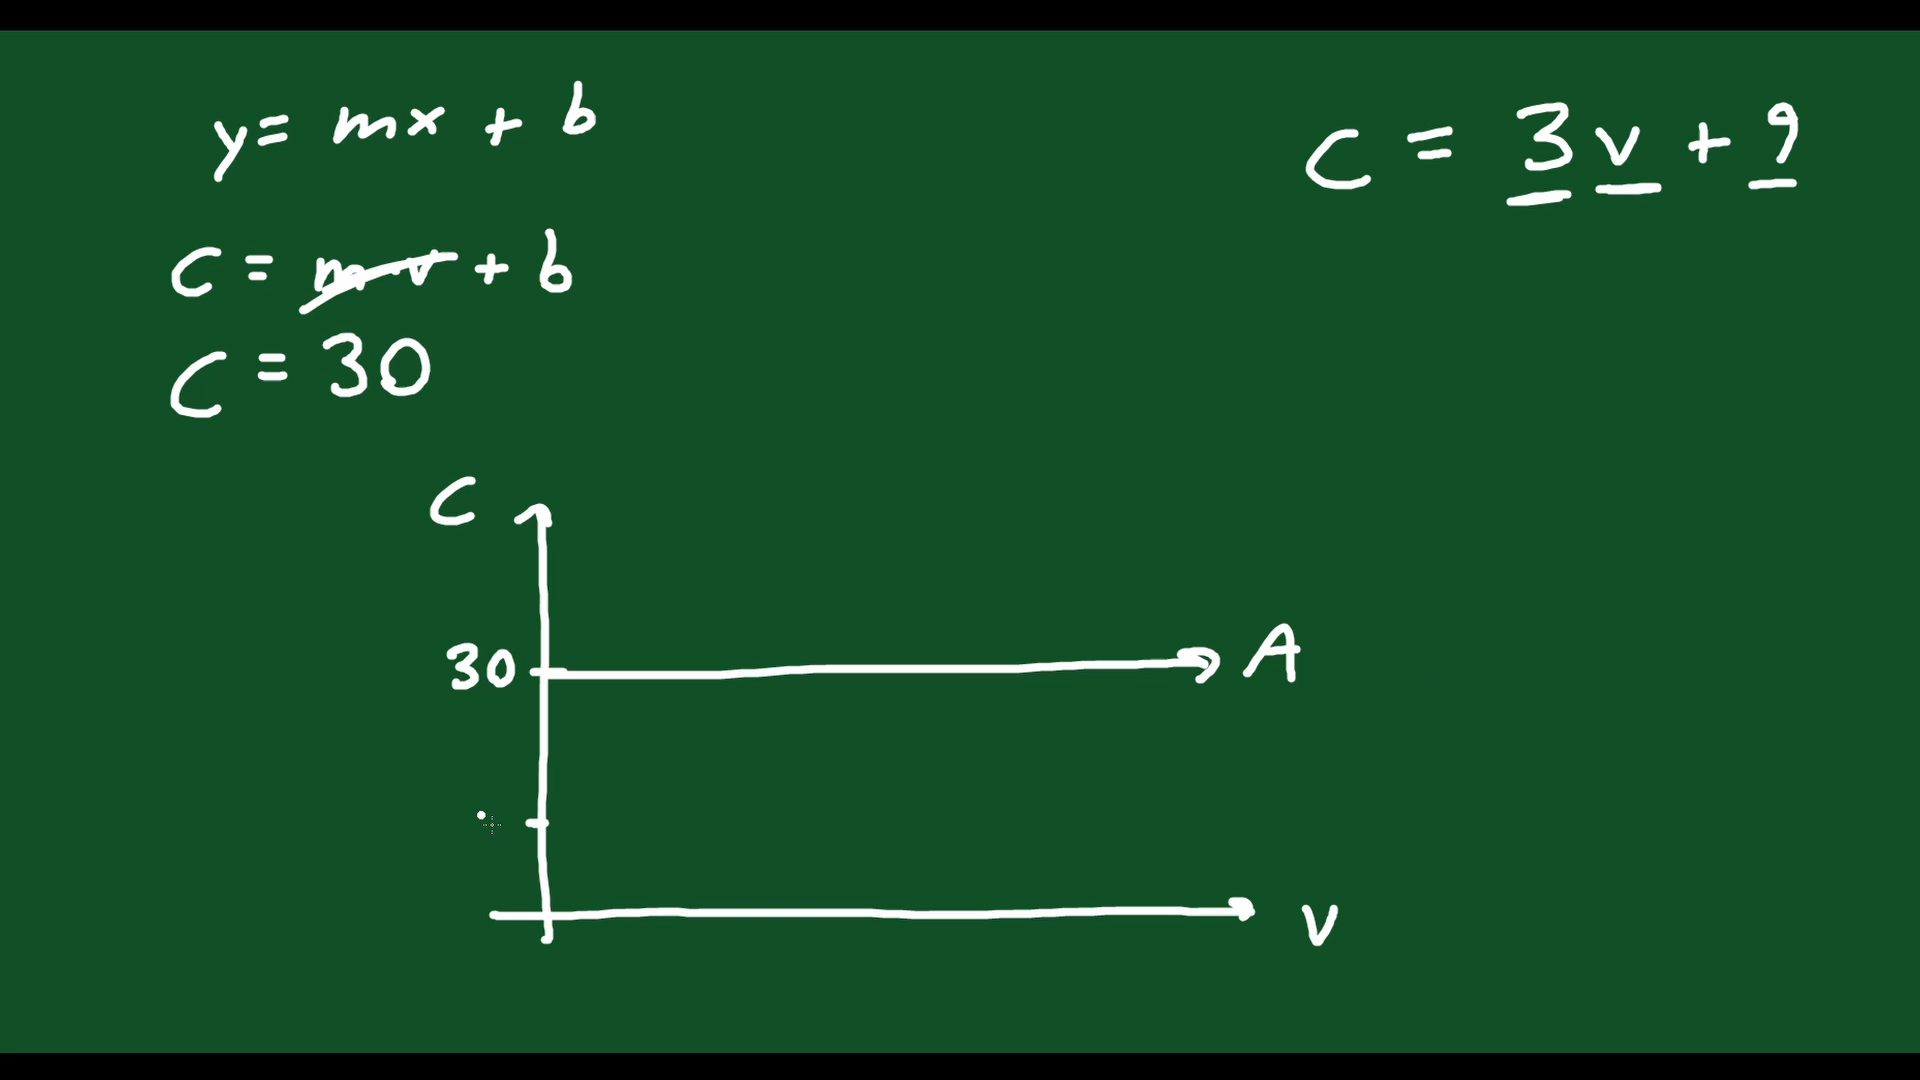 y = mx + b
C = 3v + 9
C = mv + b
C = 30
C
30
A
v